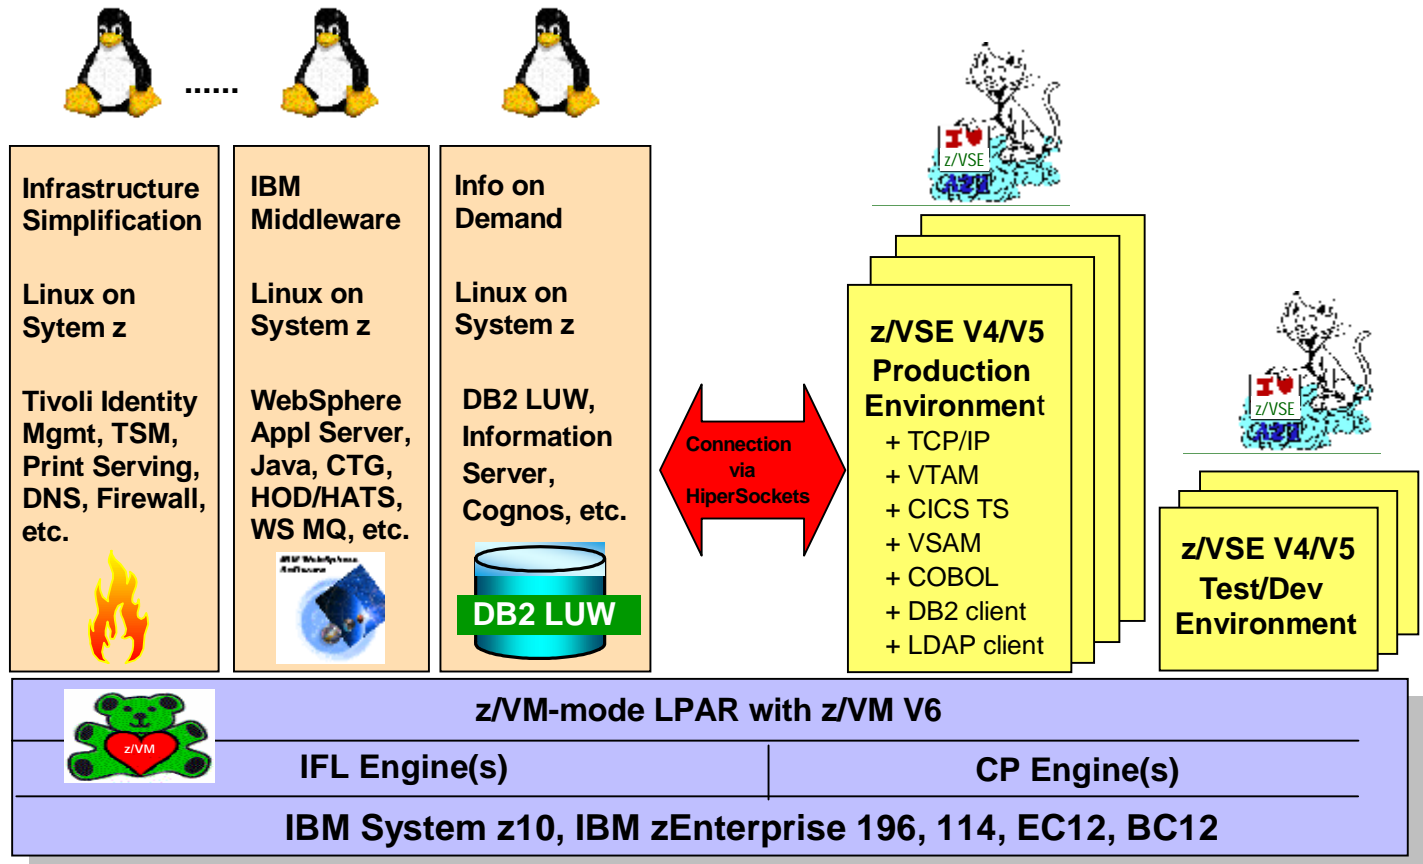 ......
Infrastructure
Simplification
Linux on
Sytem z
Tivoli Identity
Mgmt, TSM,
Print Serving,
DNS, Firewall,
etc.
IBM
Middleware
Linux on
System z
WebSphere
Appl Server,
Java, CTG,
HOD/HATS,
WS MQ, etc.
IBM WebSphere
Software
Info on
Demand
Linux on
System z
DB2 LUW,
Information
Server,
Cognos, etc.
DB2 LUW
Connection
via
HiperSockets
I ♥
z/VSE
z/VSE V4/V5
Production
Environment
+ TCP/IP
+ VTAM
+ CICS TS
+ VSAM
+ COBOL
+ DB2 client
+ LDAP client
I ♥
z/VSE
z/VSE V4/V5
Test/Dev
Environment
z/VM
z/VM-mode LPAR with z/VM V6
IFL Engine(s)
CP Engine(s)
IBM System z10, IBM zEnterprise 196, 114, EC12, BC12